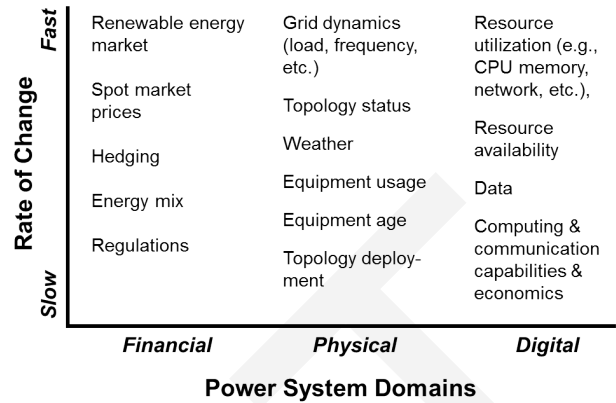 Fast
Rate of Change
Slow
Renewable energy
market
Spot market
prices
Hedging
Energy mix
Regulations
Grid dynamics
(load, frequency,
etc.)
Topology status
Weather
Equipment usage
Equipment age
Topology deploy-
ment
Resource
utilization (e.g.,
CPU memory,
network, etc.),
Resource
availability
Data
Computing &
communication
capabilities &
economics
Financial
Physical
Digital
Power System Domains